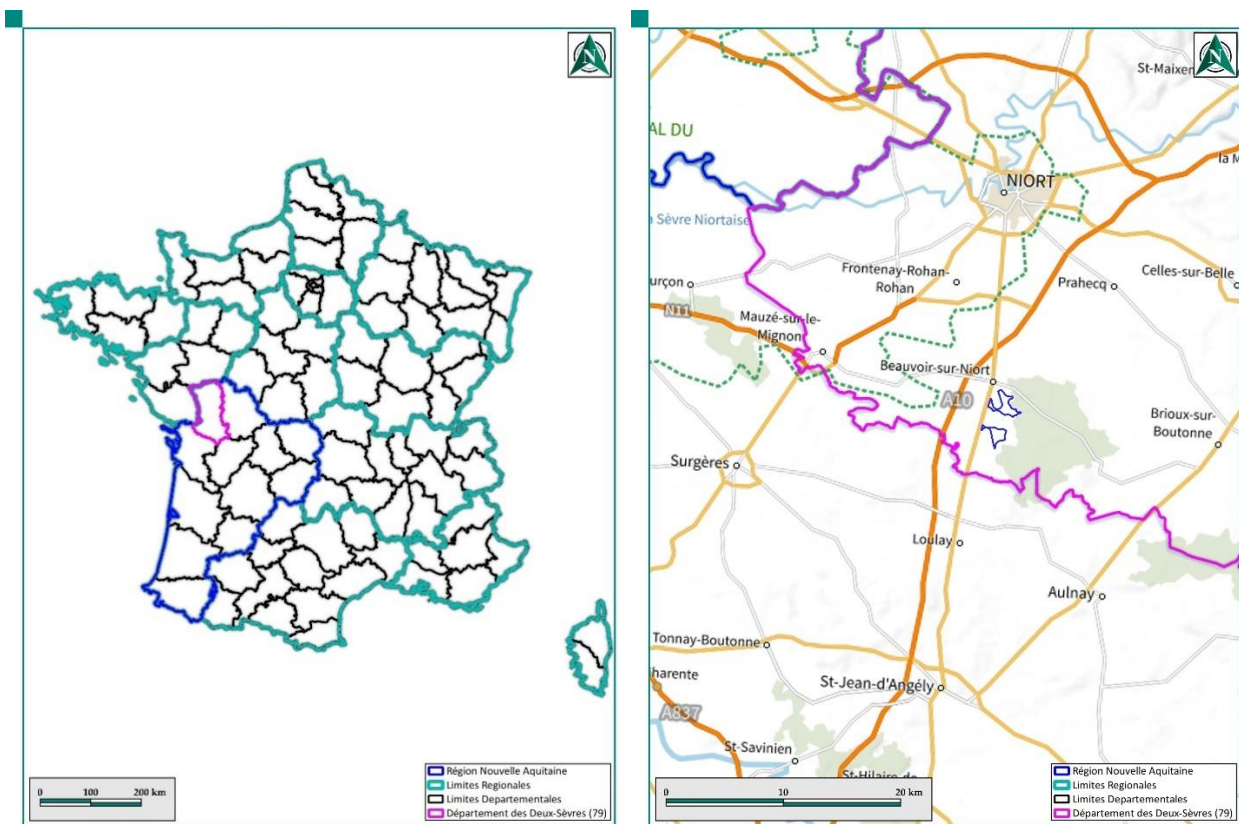 N
0 100 200 km
Région Nouvelle Aquitaine
Limites Regionales
Limites Departementales
Département des Deux-Sèvres (79)
N
St-Maixen
AL DU
la M
NIORT
a Sèvre Niortaise
Frontenay-Rohan-
Rohan
Prahecq
Celles-sur-Belle
urçon
N11
Mauzé-sur-le-
Mignon
Beauvoir-sur-Niort
A10
Brioux-sur-
Boutonne
Surgères
Loulay
Aulnay
Tonnay-Boutonne
harente
St-Jean-d'Angély
A837
St-Savinien
St-Hilaire-de-
0 10 20 km
Région Nouvelle Aquitaine
Limites Regionales
Limites Departementales
Département des Deux-Sèvres (79)